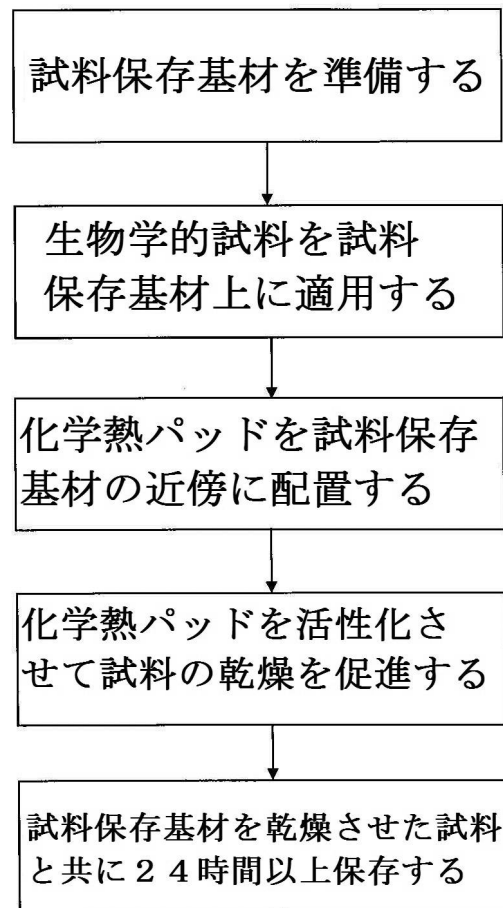 試料保存基材を準備する
生物学的試料を試料
保存基材上に適用する
化学熱パッドを試料保存
基材の近傍に配置する
化学熱パッドを活性化さ
せて試料の乾燥を促進する
試料保存基材を乾燥させた試料
と共に２４時間以上保存する